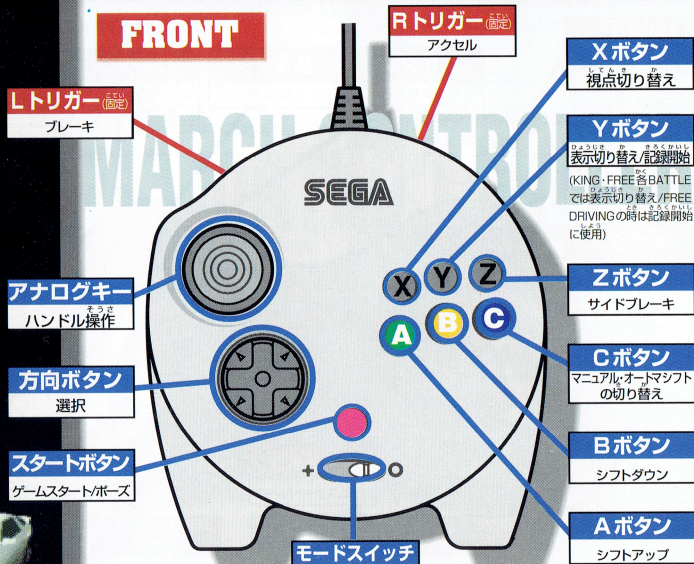 FRONT
Rトリガー(固定)
アクセル
Lトリガー(固定)
ブレーキ
Xボタン
視点切り替え
Yボタン
表示切り替え/記録開始
(KING・FREE各BATTLE
では表示切り替え/FREE
DRIVINGの時は記録開始
に使用)
SEGA
X Y Z
A B C
Zボタン
サイドブレーキ
アナログキー
ハンドル操作
Cボタン
マニュアル・オートマシフト
の切り替え
方向ボタン
選択
Bボタン
シフトダウン
スタートボタン
ゲームスタート/ポーズ
Aボタン
シフトアップ
モードスイッチ